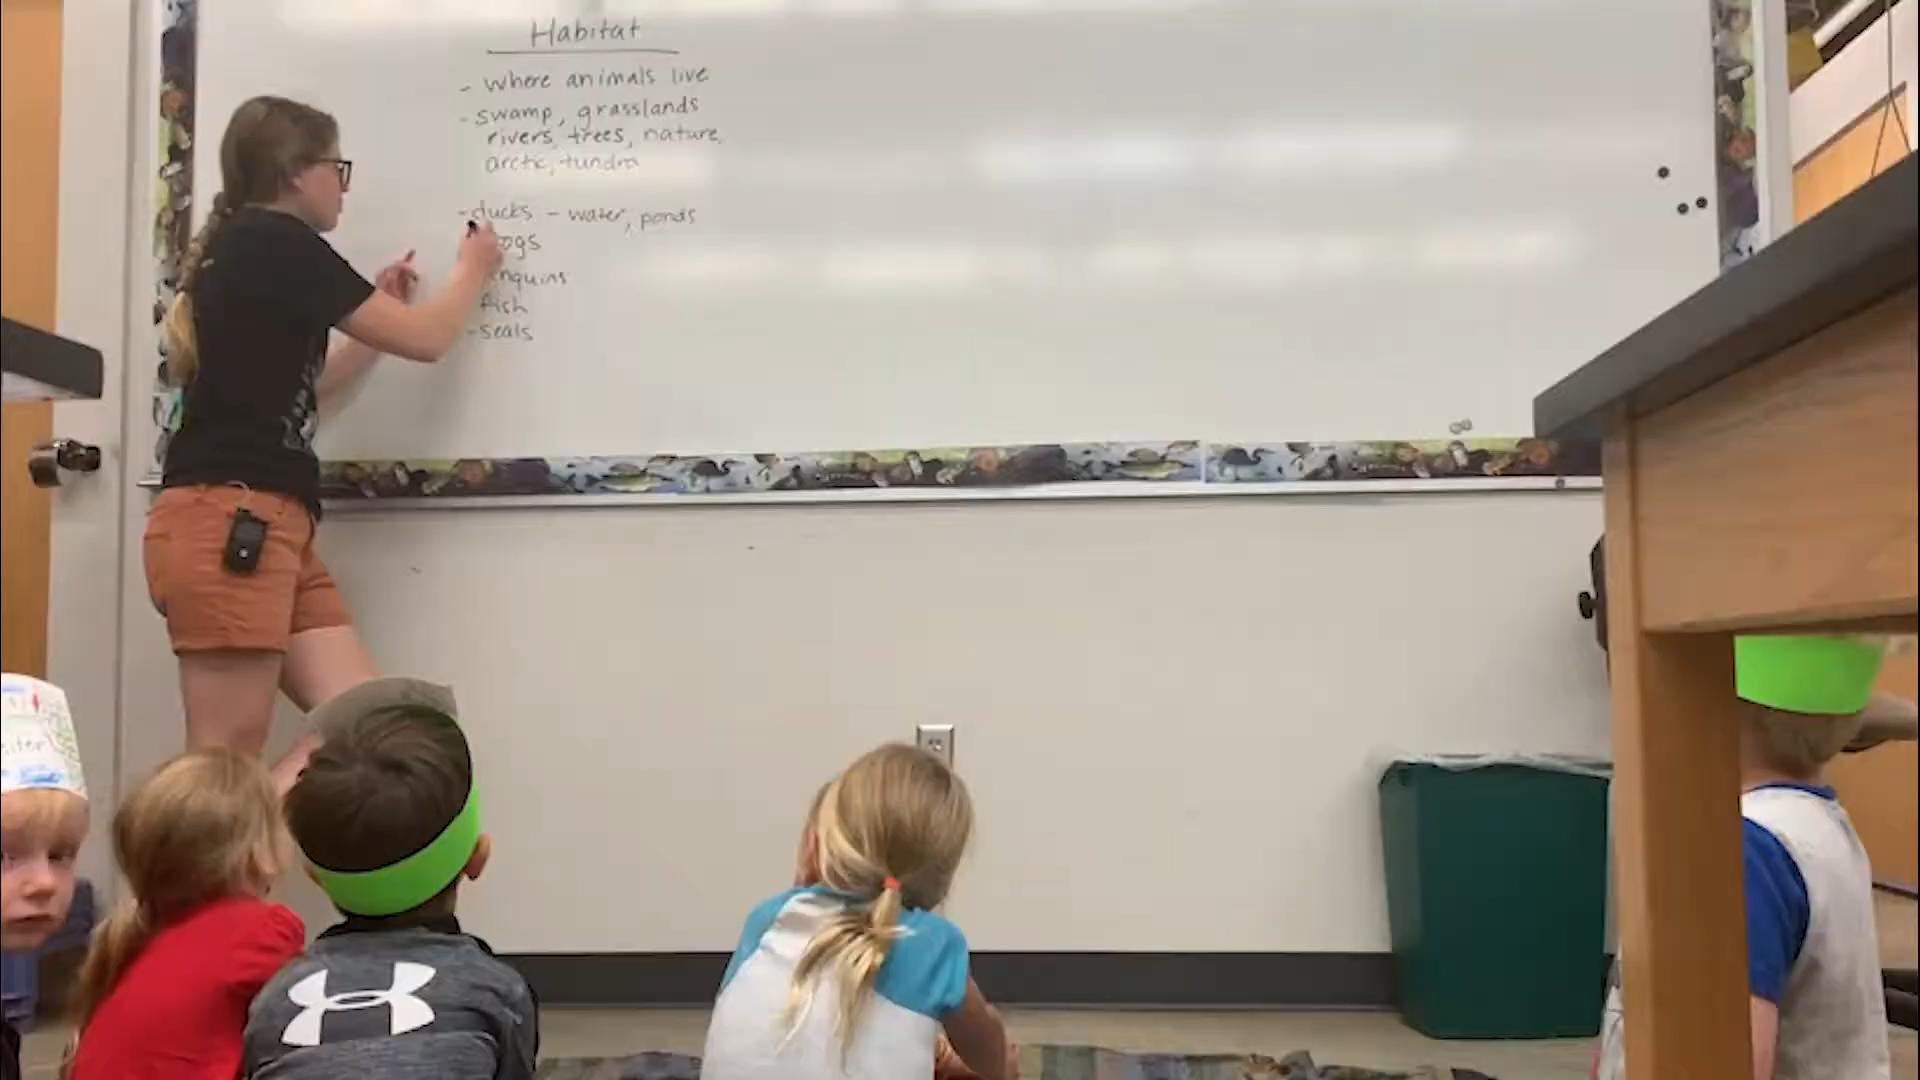 Habitat
- where animals live
- swamp, grasslands
rivers, trees, nature,
arctic, tundra
- ducks - water, ponds
fish
- seals